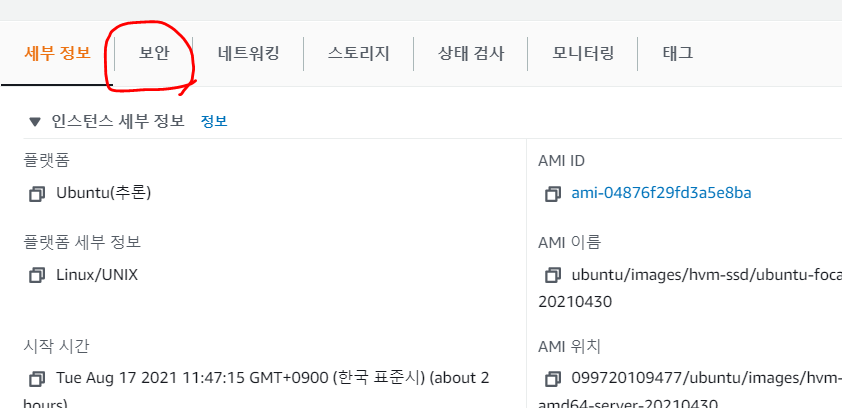 세부 정보 보안 네트워킹 스토리지 상태 검사 모니터링 태그
▼ 인스턴스 세부 정보 정보
플랫폼
Ubuntu(추론)
AMI ID
ami-04876f29fd3a5e8ba
플랫폼 세부 정보
Linux/UNIX
AMI 이름
ubuntu/images/hvm-ssd/ubuntu-foca
20210430
시작 시간
Tue Aug 17 2021 11:47:15 GMT+0900 (한국 표준시) (about 2
hours)
AMI 위치
099720109477/ubuntu/images/hvm-
amd64-server-20210430